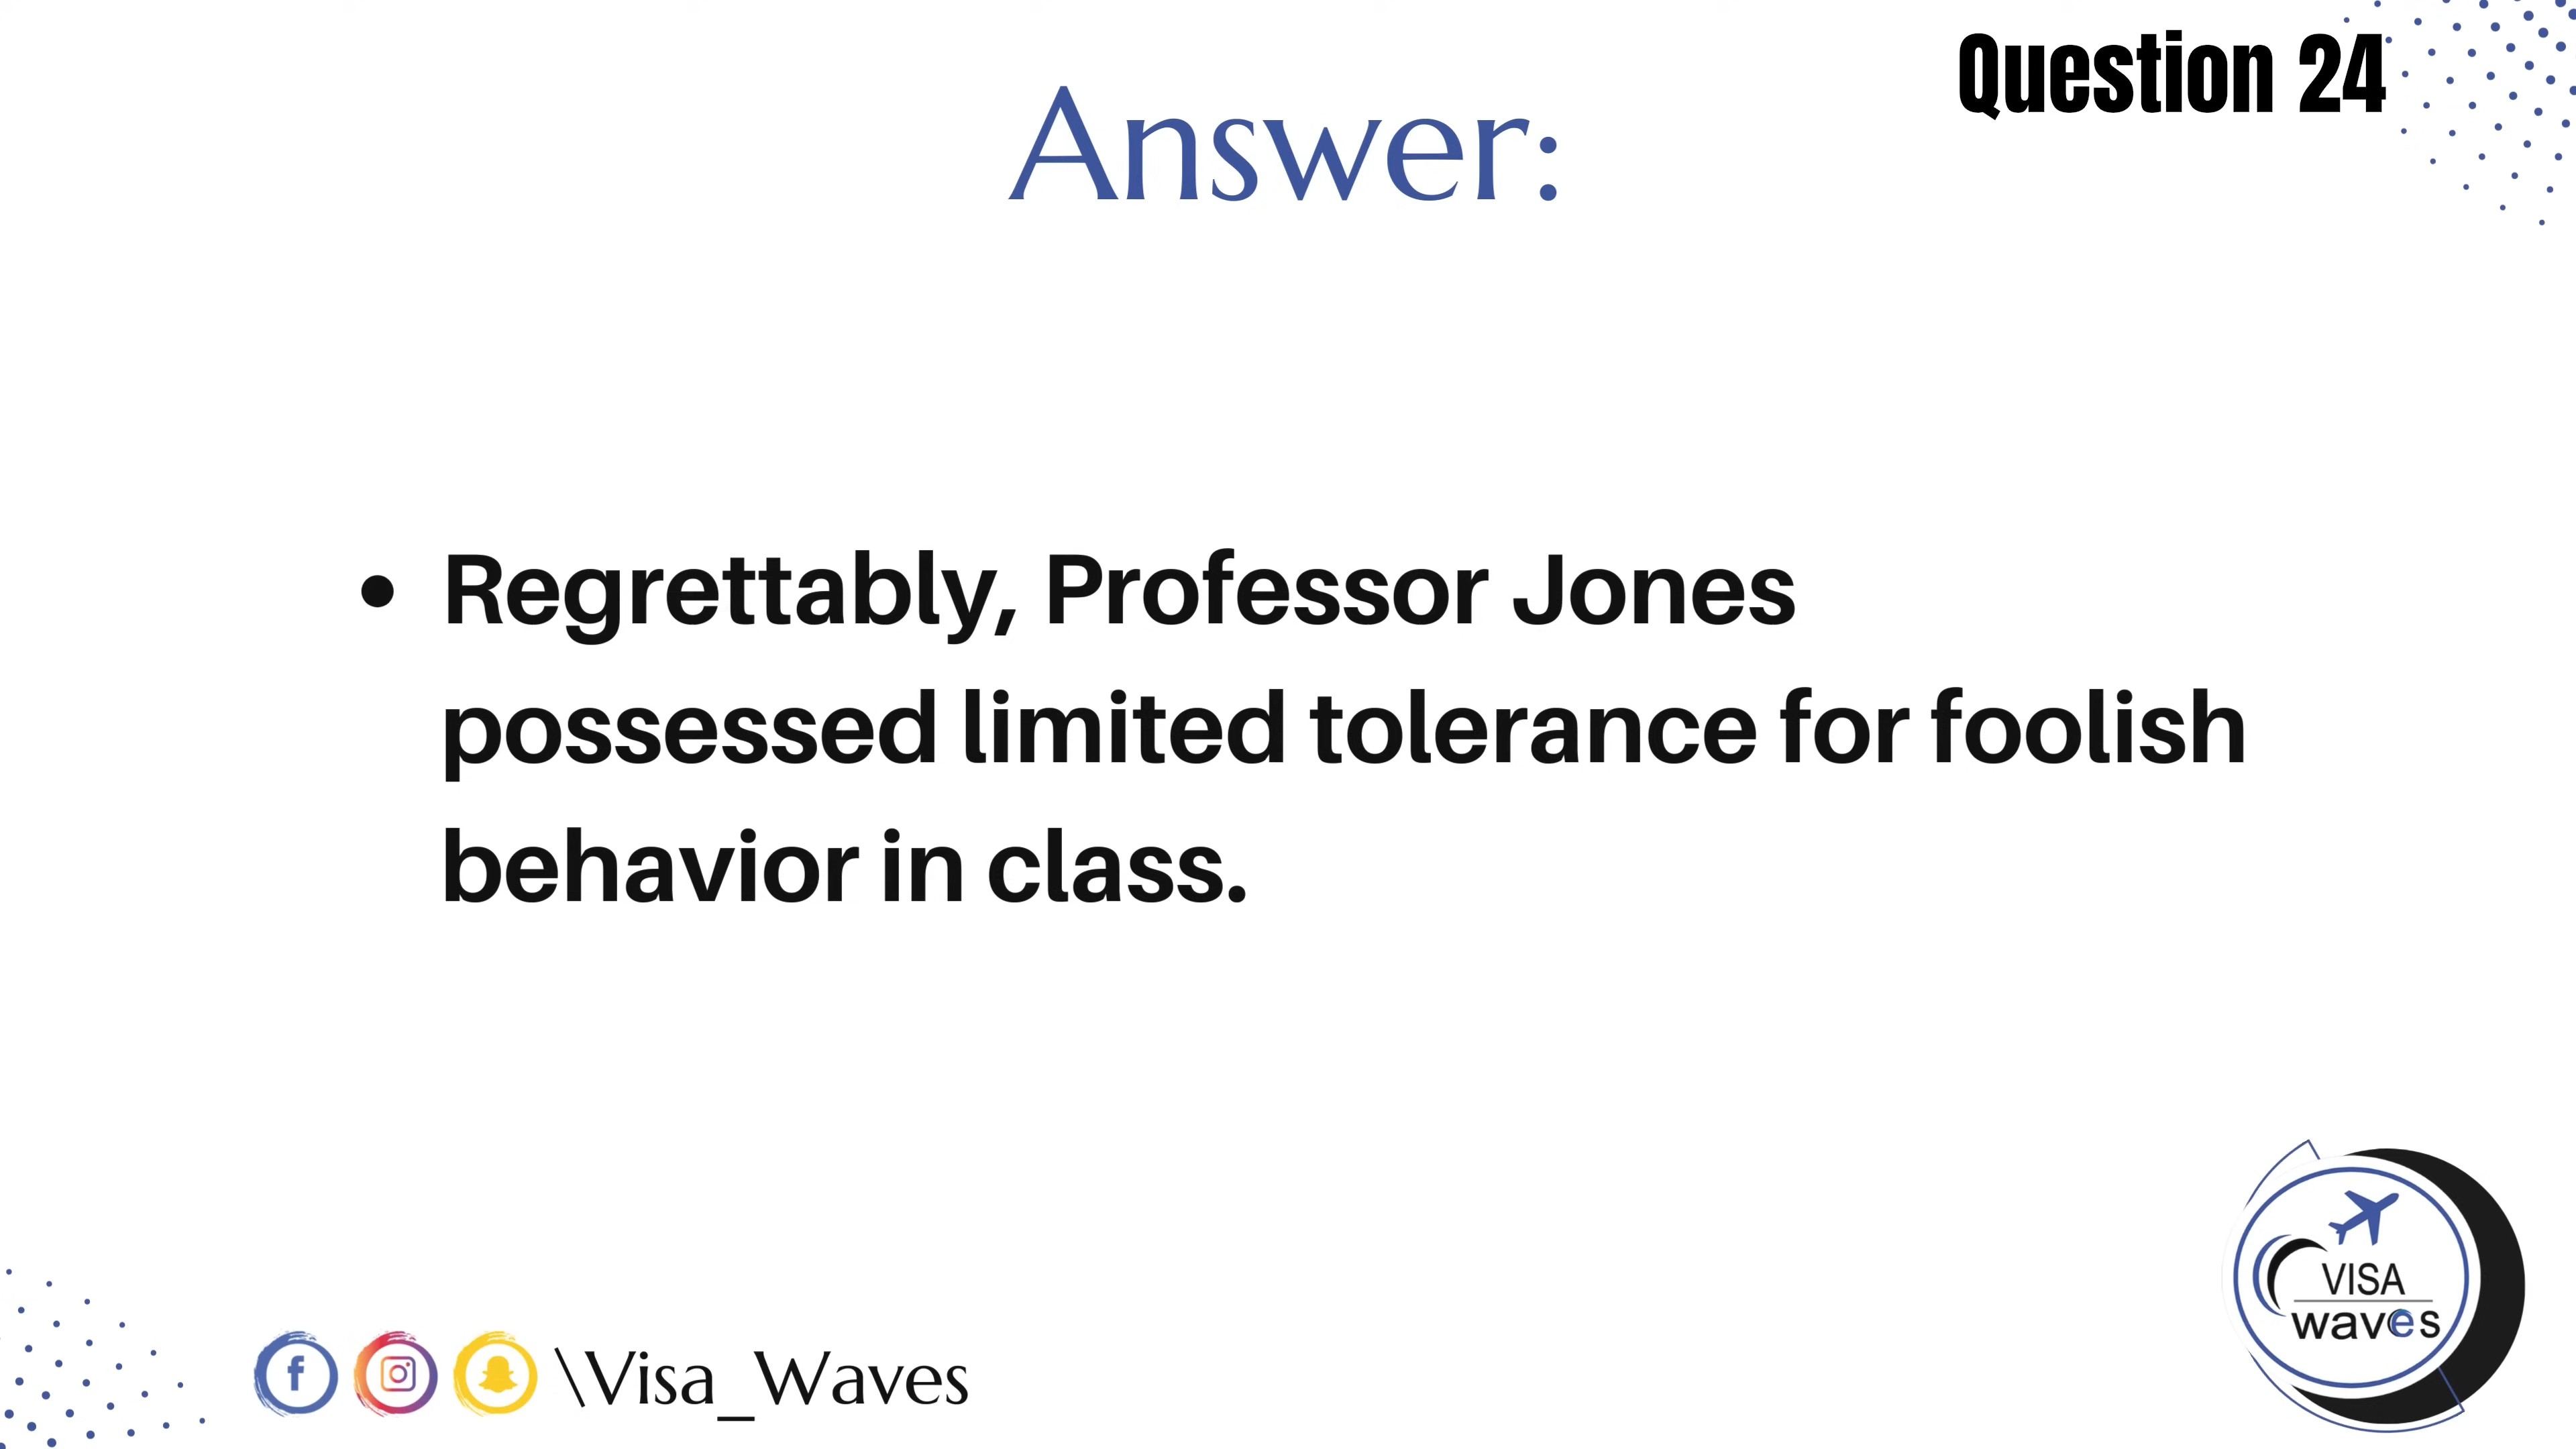 Question 24
Answer:
• Regrettably, Professor Jones
possessed limited tolerance for foolish
behavior in class.
VISA
waves
\Visa_Waves